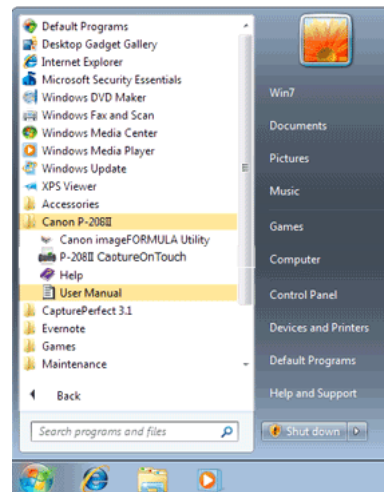 Default Programs
Desktop Gadget Gallery
Internet Explorer
Microsoft Security Essentials
Windows DVD Maker
Windows Fax and Scan
Windows Media Center
Windows Media Player
Windows Update
XPS Viewer
Accessories
Canon P-208II
Canon imageFORMULA Utility
P-208II CaptureOnTouch
Help
User Manual
CapturePerfect 3.1
Evernote
Games
Maintenance
Back
Search programs and files
Win7
Documents
Pictures
Music
Games
Computer
Control Panel
Devices and Printers
Default Programs
Help and Support
Shut down